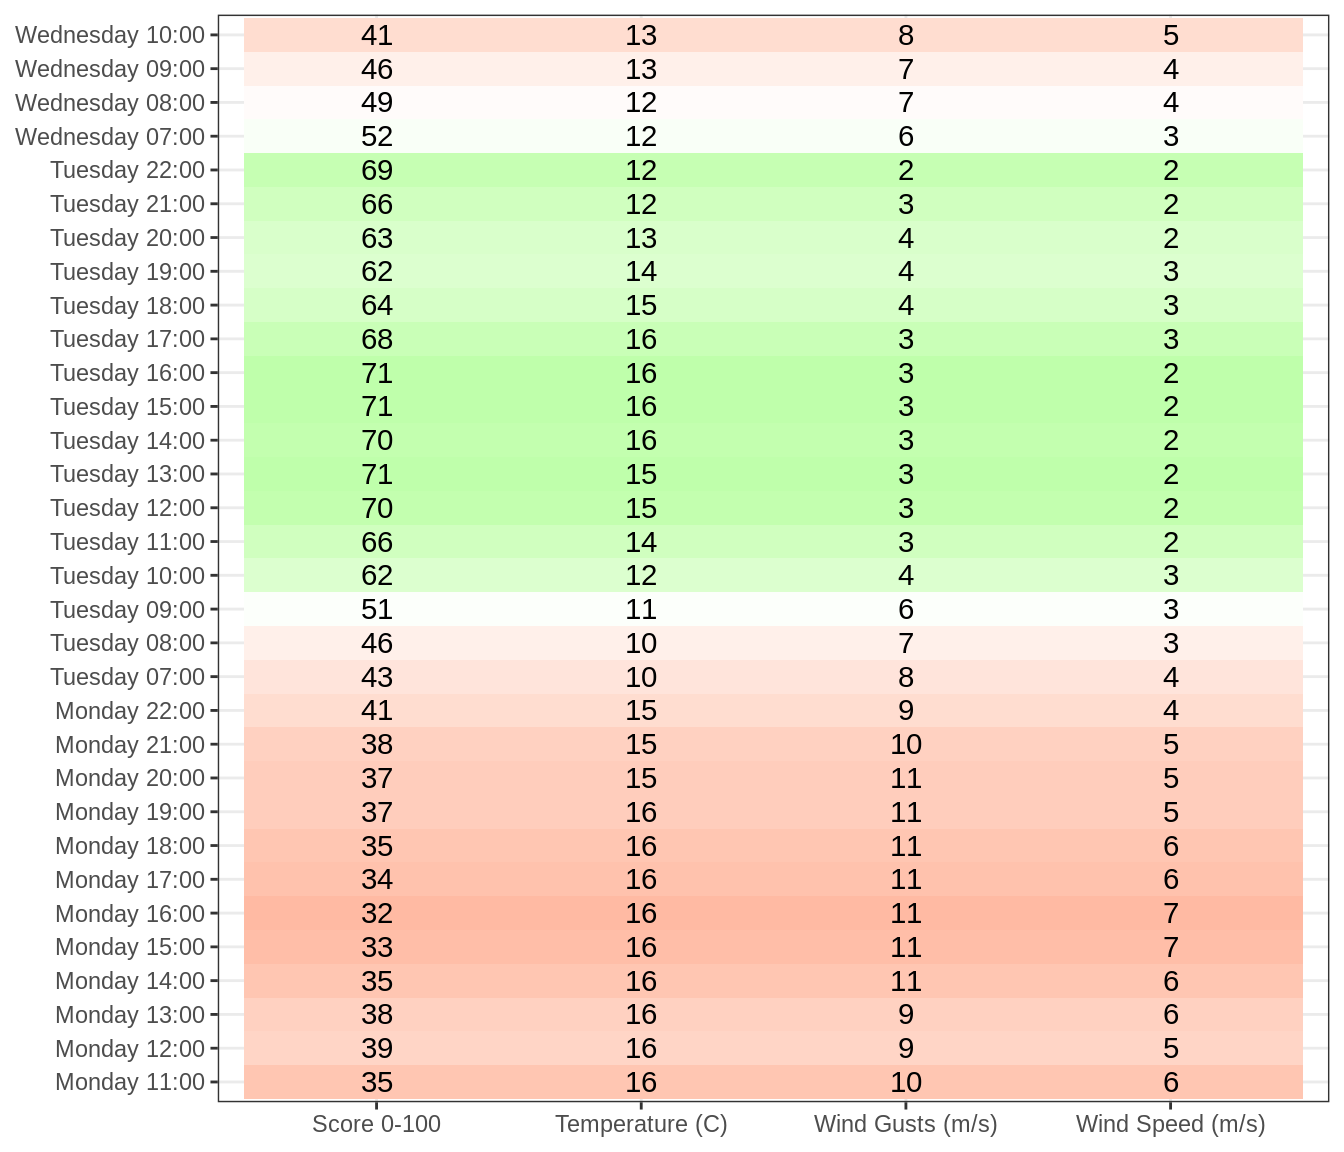 Wednesday 10:00 41 13 8 5
Wednesday 09:00 46 13 7 4
Wednesday 08:00 49 12 7 4
Wednesday 07:00 52 12 6 3
Tuesday 22:00 69 12 2 2
Tuesday 21:00 66 12 3 2
Tuesday 20:00 63 13 4 2
Tuesday 19:00 62 14 4 3
Tuesday 18:00 64 15 4 3
Tuesday 17:00 68 16 3 3
Tuesday 16:00 71 16 3 2
Tuesday 15:00 71 16 3 2
Tuesday 14:00 70 16 3 2
Tuesday 13:00 71 15 3 2
Tuesday 12:00 70 15 3 2
Tuesday 11:00 66 14 3 2
Tuesday 10:00 62 12 4 3
Tuesday 09:00 51 11 6 3
Tuesday 08:00 46 10 7 3
Tuesday 07:00 43 10 8 4
Monday 22:00 41 15 9 4
Monday 21:00 38 15 10 5
Monday 20:00 37 15 11 5
Monday 19:00 37 16 11 5
Monday 18:00 35 16 11 6
Monday 17:00 34 16 11 6
Monday 16:00 32 16 11 7
Monday 15:00 33 16 11 7
Monday 14:00 35 16 11 6
Monday 13:00 38 16 9 6
Monday 12:00 39 16 9 5
Monday 11:00 35 16 10 6
Score 0-100 Temperature (C) Wind Gusts (m/s) Wind Speed (m/s)